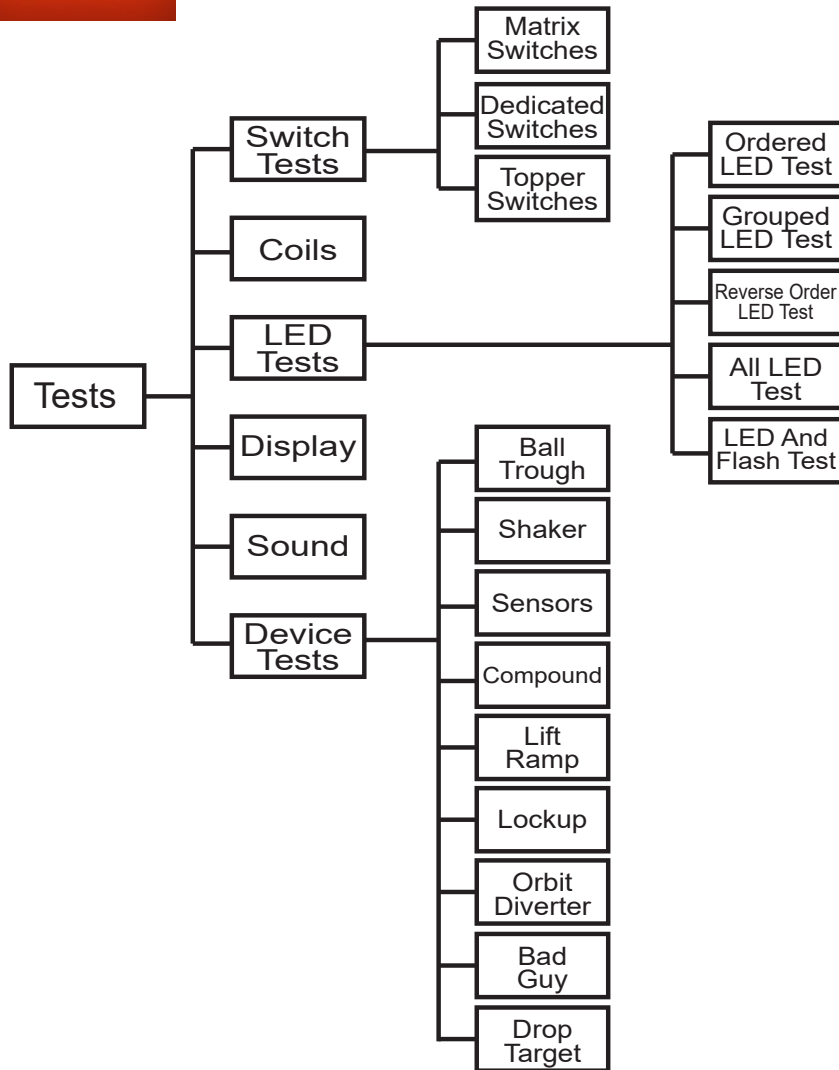 Tests
Switch
Tests
Coils
LED
Tests
Display
Sound
Device
Tests
Matrix
Switches
Dedicated
Switches
Topper
Switches
Ordered
LED Test
Grouped
LED Test
Reverse Order
LED Test
All LED
Test
LED And
Flash Test
Ball
Trough
Shaker
Sensors
Compound
Lift
Ramp
Lockup
Orbit
Diverter
Bad
Guy
Drop
Target